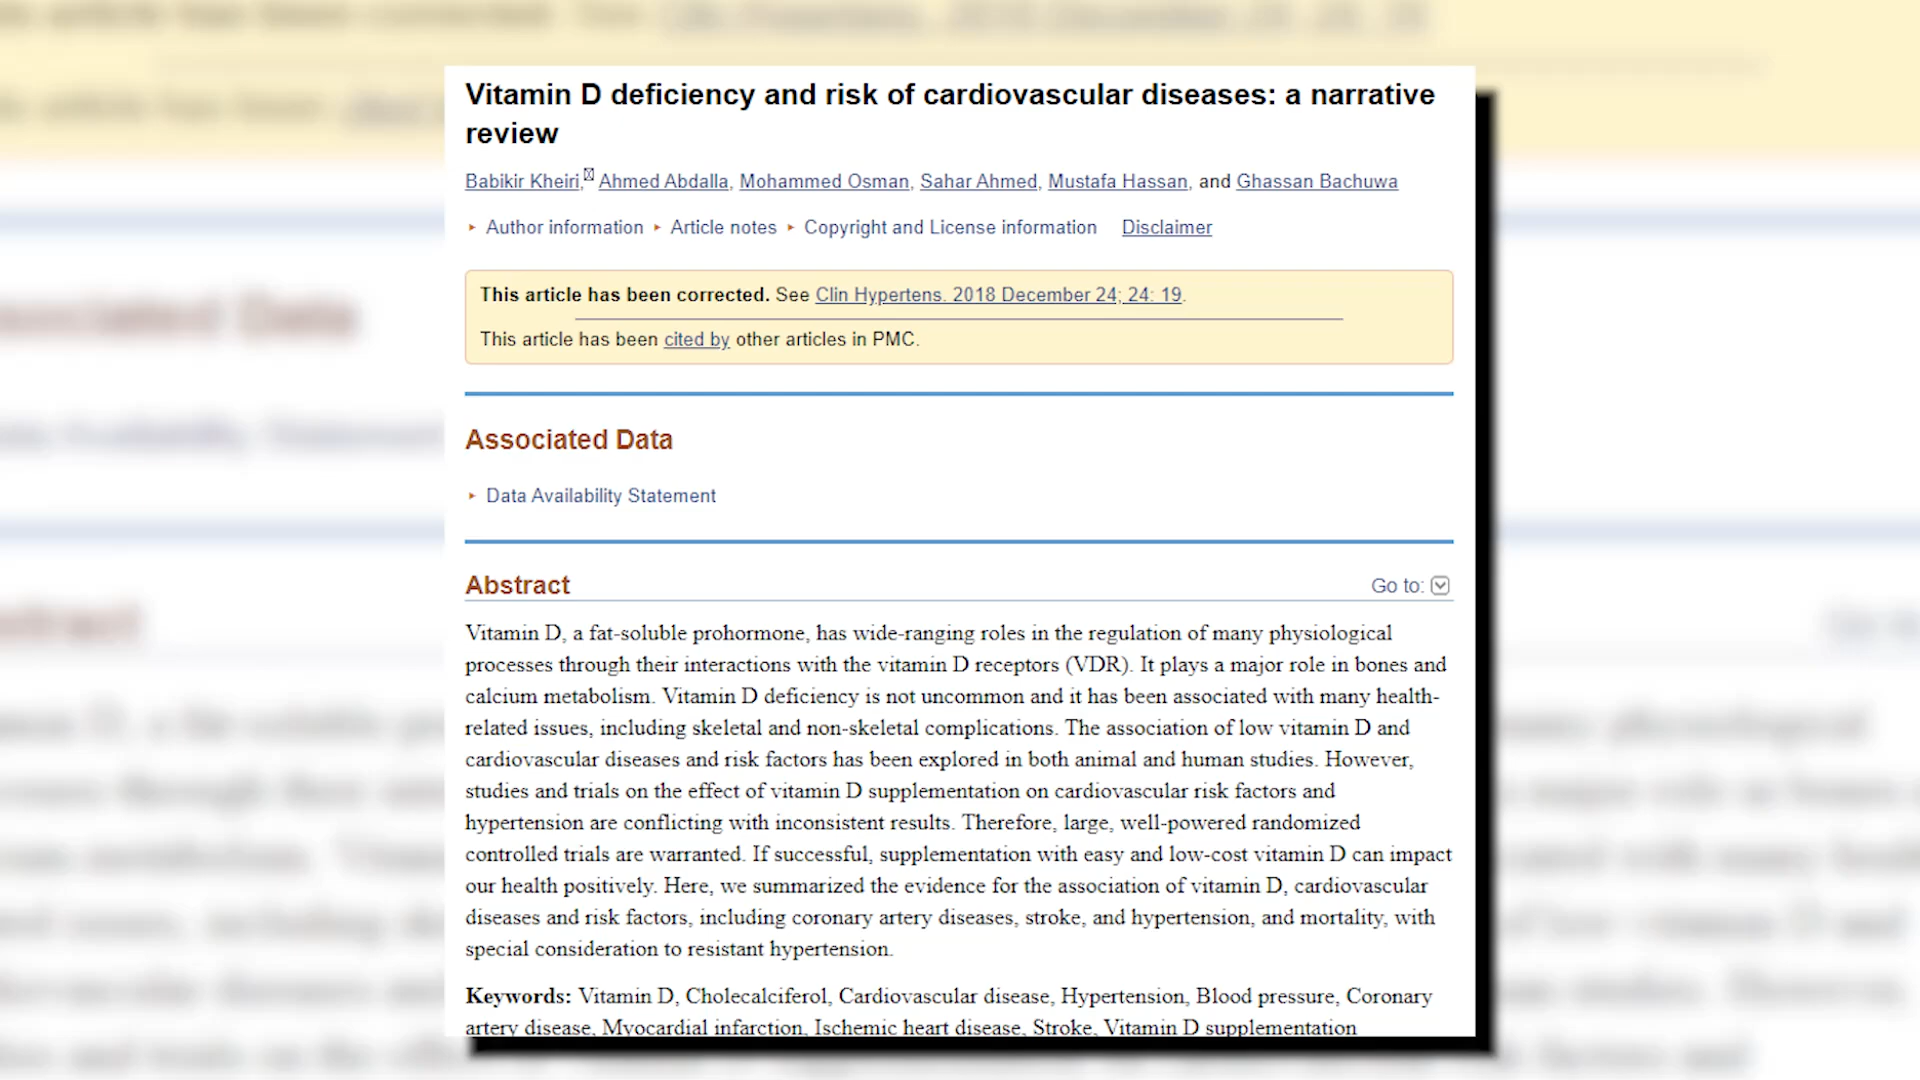 Vitamin D deficiency and risk of cardiovascular diseases: a narrative
review
Babikir Kheiri, Ahmed Abdalla, Mohammed Osman, Sahar Ahmed, Mustafa Hassan, and Ghassan Bachuwa
Author information Article notes Copyright and License information Disclaimer
This article has been corrected. See Clin Hypertens. 2018 December 24; 24: 19.
This article has been cited by other articles in PMC.
Associated Data
Data Availability Statement
Abstract
Go to:
Vitamin D, a fat-soluble prohormone, has wide-ranging roles in the regulation of many physiological
processes through their interactions with the vitamin D receptors (VDR). It plays a major role in bones and
calcium metabolism. Vitamin D deficiency is not uncommon and it has been associated with many health-
related issues, including skeletal and non-skeletal complications. The association of low vitamin D and
cardiovascular diseases and risk factors has been explored in both animal and human studies. However,
studies and trials on the effect of vitamin D supplementation on cardiovascular risk factors and
hypertension are conflicting with inconsistent results. Therefore, large, well-powered randomized
controlled trials are warranted. If successful, supplementation with easy and low-cost vitamin D can impact
our health positively. Here, we summarized the evidence for the association of vitamin D, cardiovascular
diseases and risk factors, including coronary artery diseases, stroke, and hypertension, and mortality, with
special consideration to resistant hypertension.
Keywords: Vitamin D, Cholecalciferol, Cardiovascular disease, Hypertension, Blood pressure, Coronary
artery disease, Myocardial infarction, Ischemic heart disease, Stroke, Vitamin D supplementation